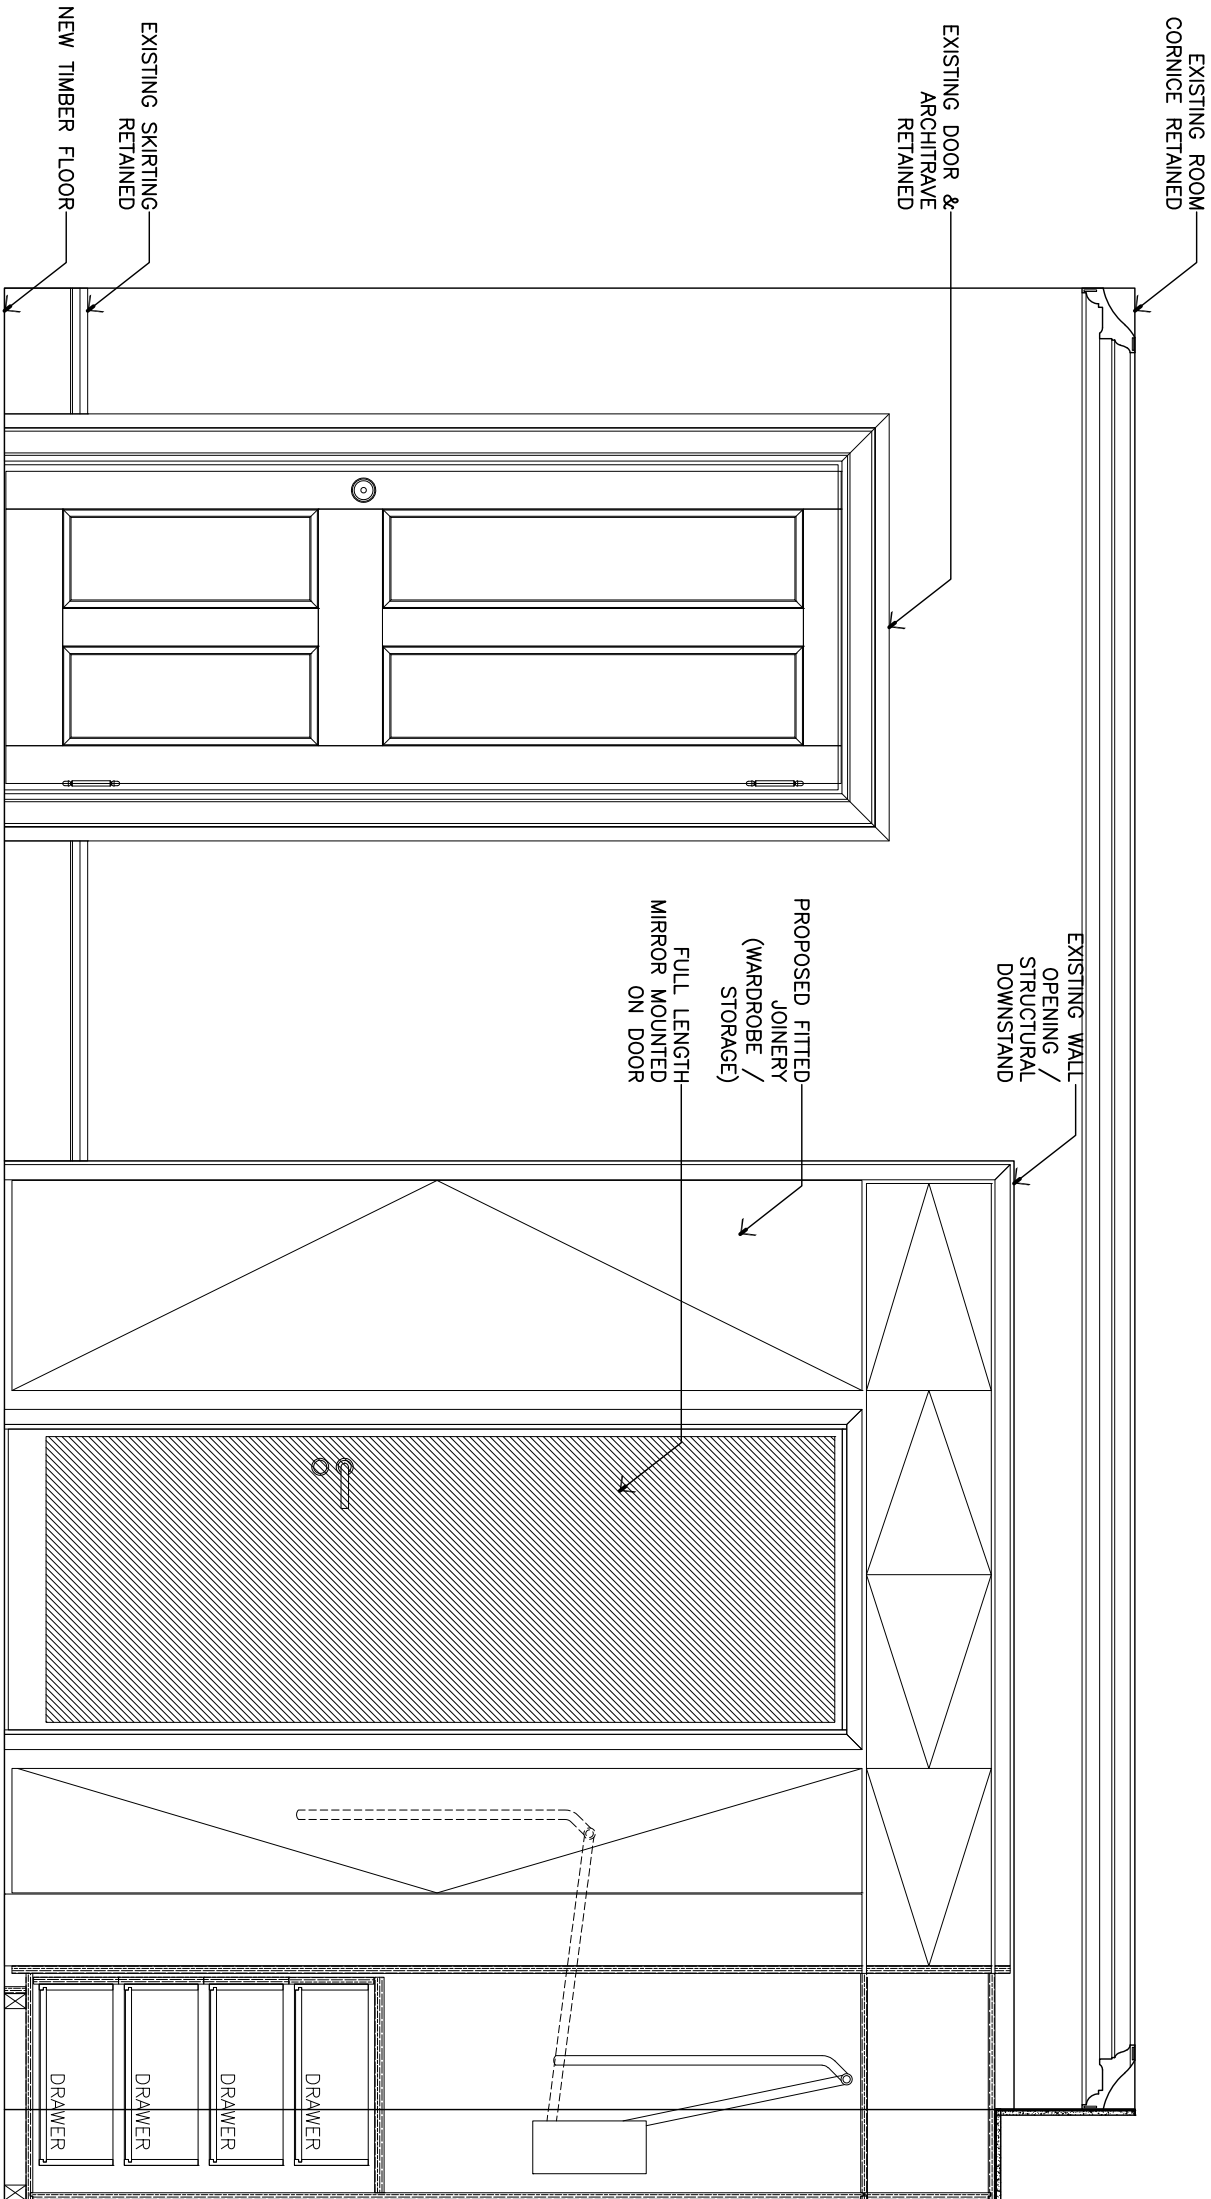 EXISTING ROOM
CORNICE RETAINED
EXISTING DOOR &
ARCHITRAVE
RETAINED
EXISTING SKIRTING
RETAINED
NEW TIMBER FLOOR
EXISTING WALL
OPENING /
STRUCTURAL
DOWNSTAND
PROPOSED FITTED
JOINERY
(WARDROBE /
STORAGE)
FULL LENGTH
MIRROR MOUNTED
ON DOOR
DRAWER
DRAWER
DRAWER
DRAWER